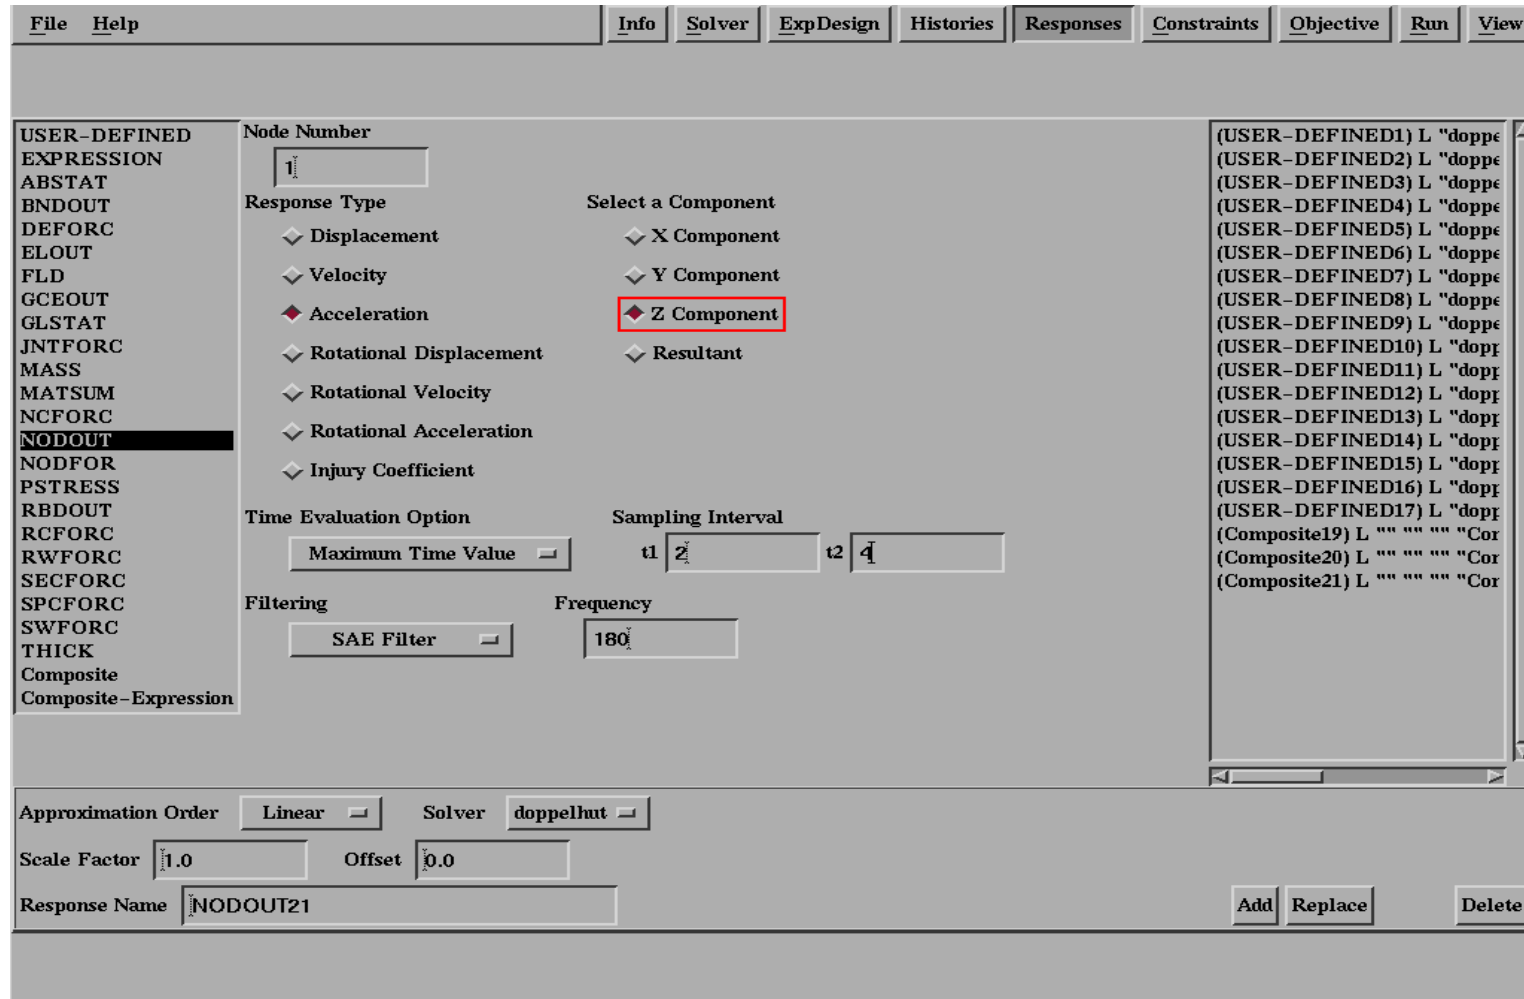 File Help Info Solver ExpDesign Histories Responses Constraints Objective Run View
USER-DEFINED
EXPRESSION
ABSTAT
BNDOUT
DEFORC
ELOUT
FLD
GCEOUT
GLSTAT
JNTFORC
MASS
MATSUM
NCFORC
NODOUT
NODFOR
PSTRESS
RBDOUT
RCFORC
RWFORC
SECFORC
SPCFORC
SWFORC
THICK
Composite
Composite-Expression
Node Number
1
Response Type
Displacement
Velocity
Acceleration
Rotational Displacement
Rotational Velocity
Rotational Acceleration
Injury Coefficient
Select a Component
X Component
Y Component
Z Component
Resultant
Time Evaluation Option
Maximum Time Value
Sampling Interval
t1 2 t2 4
Filtering
SAE Filter
Frequency
180
(USER-DEFINED1) L "doppe
(USER-DEFINED2) L "doppe
(USER-DEFINED3) L "doppe
(USER-DEFINED4) L "doppe
(USER-DEFINED5) L "doppe
(USER-DEFINED6) L "doppe
(USER-DEFINED7) L "doppe
(USER-DEFINED8) L "doppe
(USER-DEFINED9) L "doppe
(USER-DEFINED10) L "dopp
(USER-DEFINED11) L "dopp
(USER-DEFINED12) L "dopp
(USER-DEFINED13) L "dopp
(USER-DEFINED14) L "dopp
(USER-DEFINED15) L "dopp
(USER-DEFINED16) L "dopp
(USER-DEFINED17) L "dopp
(Composite19) L "" "" "" "Cor
(Composite20) L "" "" "" "Cor
(Composite21) L "" "" "" "Cor
Approximation Order Linear Solver doppelhut
Scale Factor 1.0 Offset 0.0
Response Name NODOUT21 Add Replace Delete